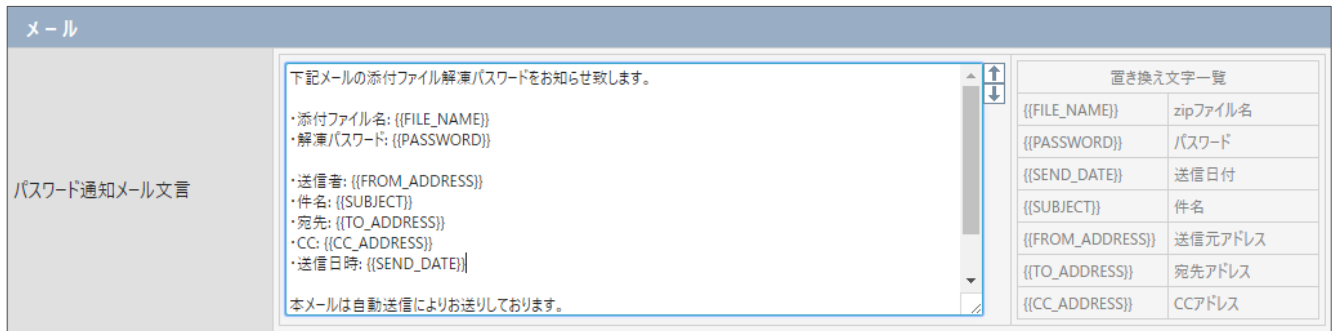 メール
パスワード通知メール文言
下記メールの添付ファイル解凍パスワードをお知らせ致します。
・添付ファイル名: {{FILE_NAME}}
・解凍パスワード: {{PASSWORD}}
・送信者: {{FROM_ADDRESS}}
・件名: {{SUBJECT}}
・宛先: {{TO_ADDRESS}}
・CC: {{CC_ADDRESS}}
・送信日時: {{SEND_DATE}}
本メールは自動送信によりお送りしております。
置き換え文字一覧
{{FILE_NAME}} zipファイル名
{{PASSWORD}} パスワード
{{SEND_DATE}} 送信日付
{{SUBJECT}} 件名
{{FROM_ADDRESS}} 送信元アドレス
{{TO_ADDRESS}} 宛先アドレス
{{CC_ADDRESS}} CCアドレス